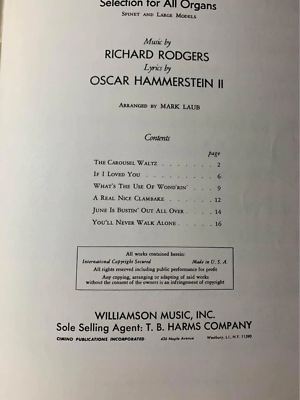 Selection for All Organs
Spinet and Large Models
Music by
RICHARD RODGERS
Lyrics by
OSCAR HAMMERSTEIN II
Arranged by MARK LAUB
Contents
page
The Carousel Waltz . . . . . . . 2
If I Loved You . . . . . . . . 6
What's The Use Of Wond'rin' . . . . 9
A Real Nice Clambake . . . . . . 12
June Is Bustin' Out All Over . . . . 14
You'll Never Walk Alone . . . . . 16
All works contained herein:
International Copyright Secured Made in U. S. A.
All rights reserved including public performance for profit
Any copying, arranging or adapting of said works
without the consent of the owners is an infringement of copyright
WILLIAMSON MUSIC, INC.
Sole Selling Agent: T. B. HARMS COMPANY
CIMINO PUBLICATIONS INCORPORATED 436 Maple Avenue Westbury, L.I., N.Y. 11590